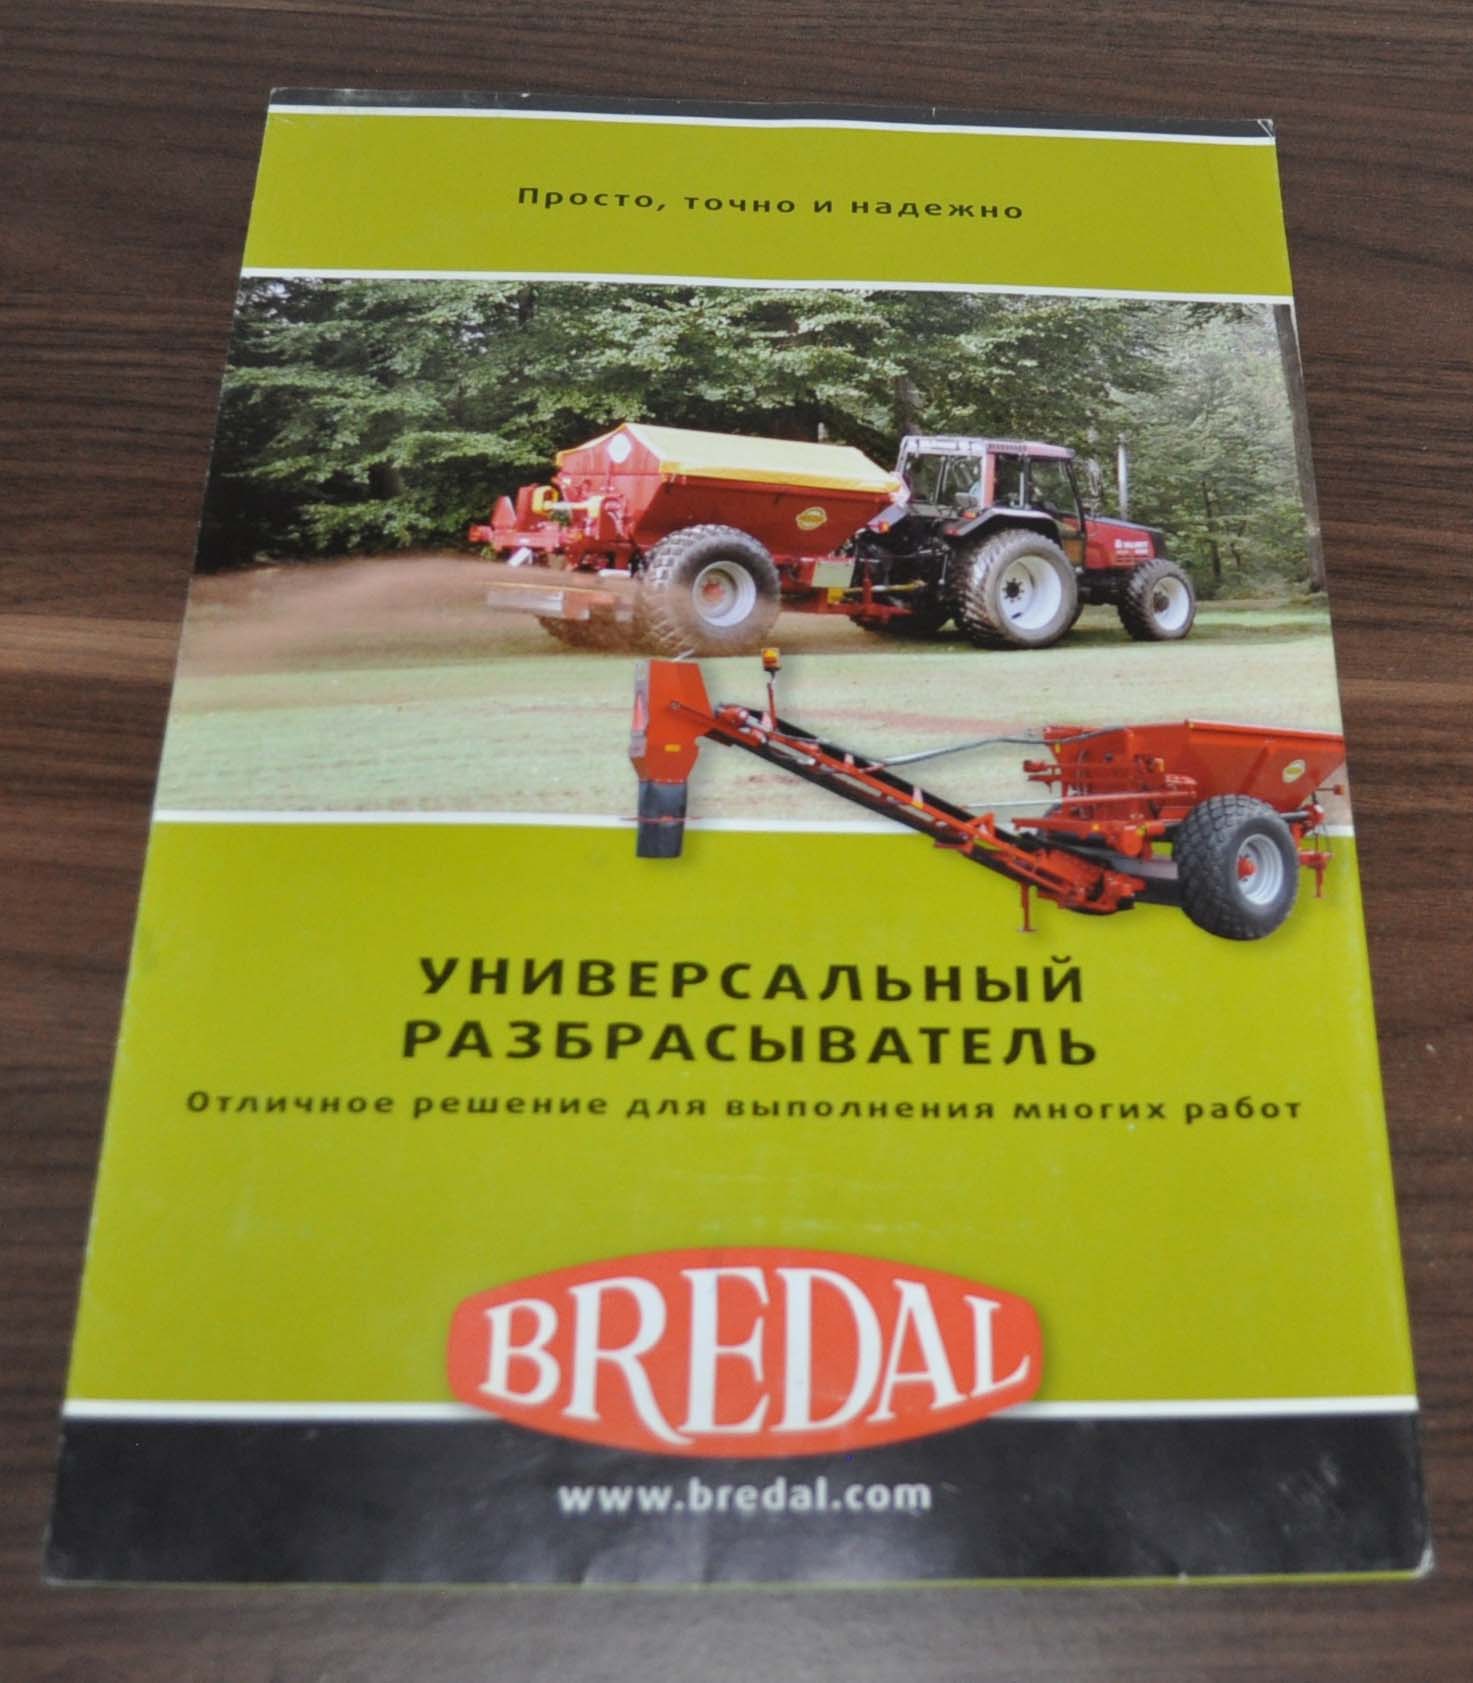 Просто, точно и надежно
УНИВЕРСАЛЬНЫЙ
РАЗБРАСЫВАТЕЛЬ
Отличное решение для выполнения многих работ
BREDAL
www.bredal.com